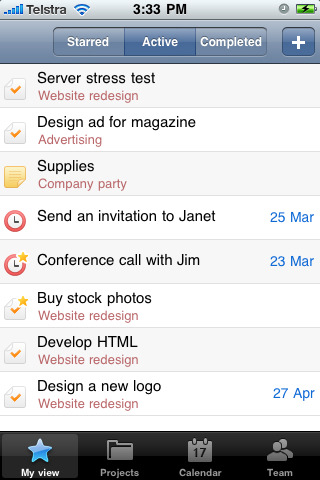 Telstra 3:33 PM
Starred Active Completed +
Server stress test
Website redesign
Design ad for magazine
Advertising
Supplies
Company party
Send an invitation to Janet 25 Mar
Conference call with Jim 23 Mar
Buy stock photos
Website redesign
Develop HTML
Website redesign
Design a new logo 27 Apr
Website redesign
17
My view Projects Calendar Team